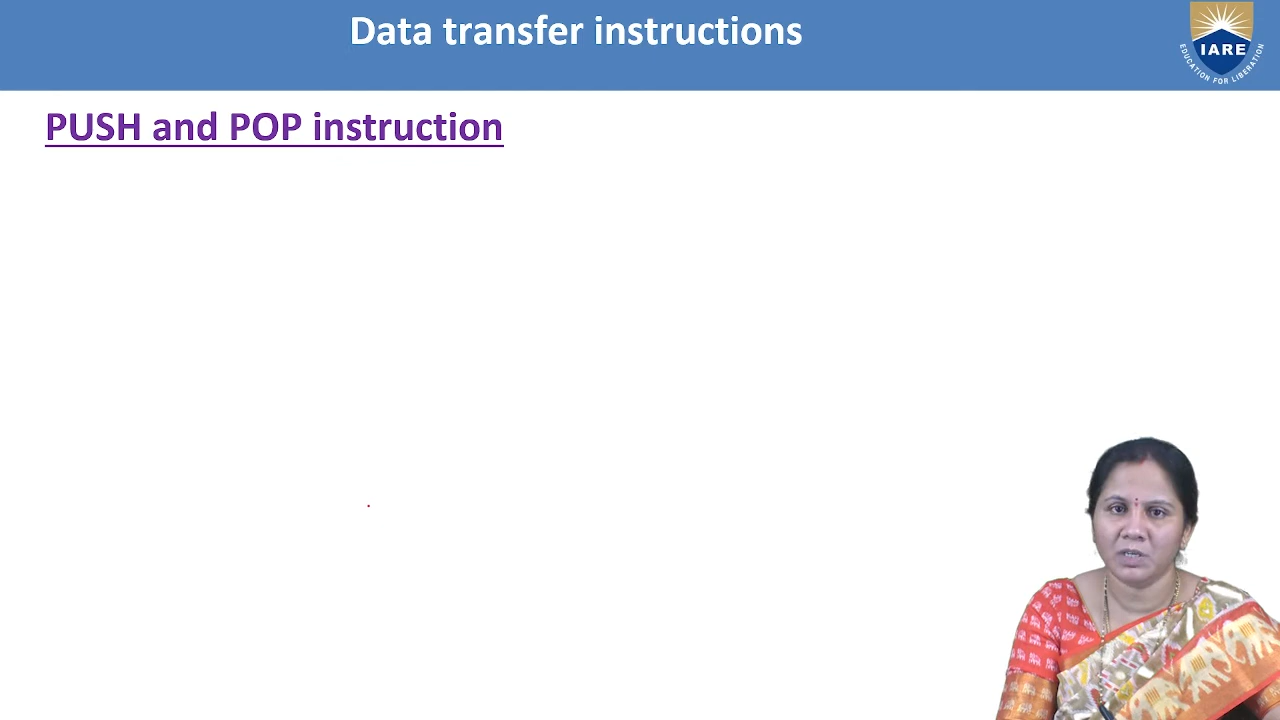 Data transfer instructions
IARE
EDUCATION FOR LIBERATION
PUSH and POP instruction